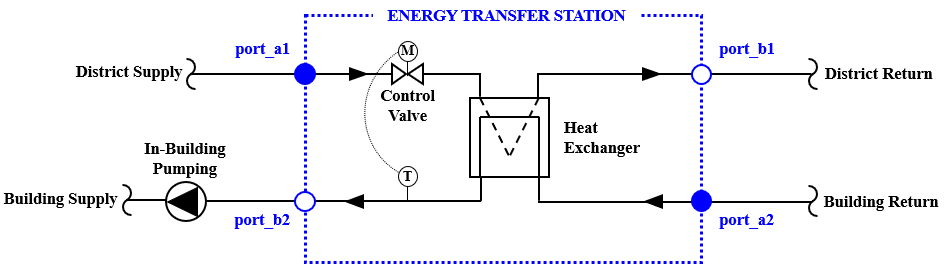 ENERGY TRANSFER STATION
port_a1
port_b1
M
District Supply
District Return
Control
Valve
Heat
Exchanger
In-Building
Pumping
T
Building Supply
Building Return
port_b2
port_a2